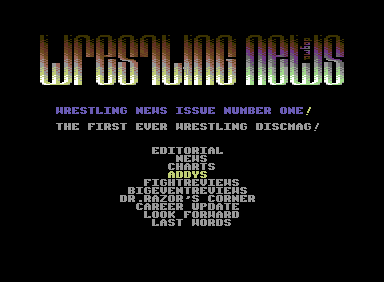 WRESTLING NEWS
WRESTLING NEWS ISSUE NUMBER ONE!
THE FIRST EVER WRESTLING DISCMAG!
EDITORIAL
NEWS
CHARTS
ADDYS
FIGHTREVIEWS
BIGEVENTREVIEWS
DR.RAZOR'S CORNER
CAREER UPDATE
LOOK FORWARD
LAST WORDS